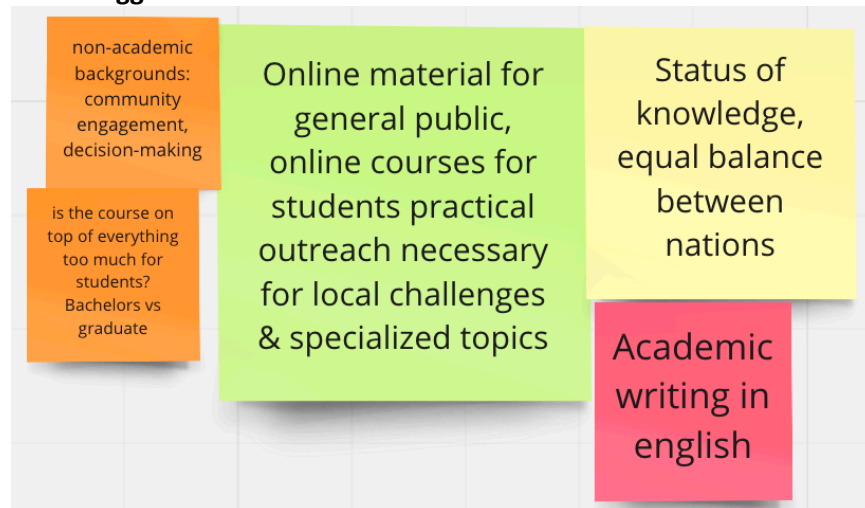 non-academic
backgrounds:
community
engagement,
decision-making
is the course on
top of everything
too much for
students?
Bachelors vs
graduate
Online material for
general public,
online courses for
students practical
outreach necessary
for local challenges
& specialized topics
Status of
knowledge,
equal balance
between
nations
Academic
writing in
english